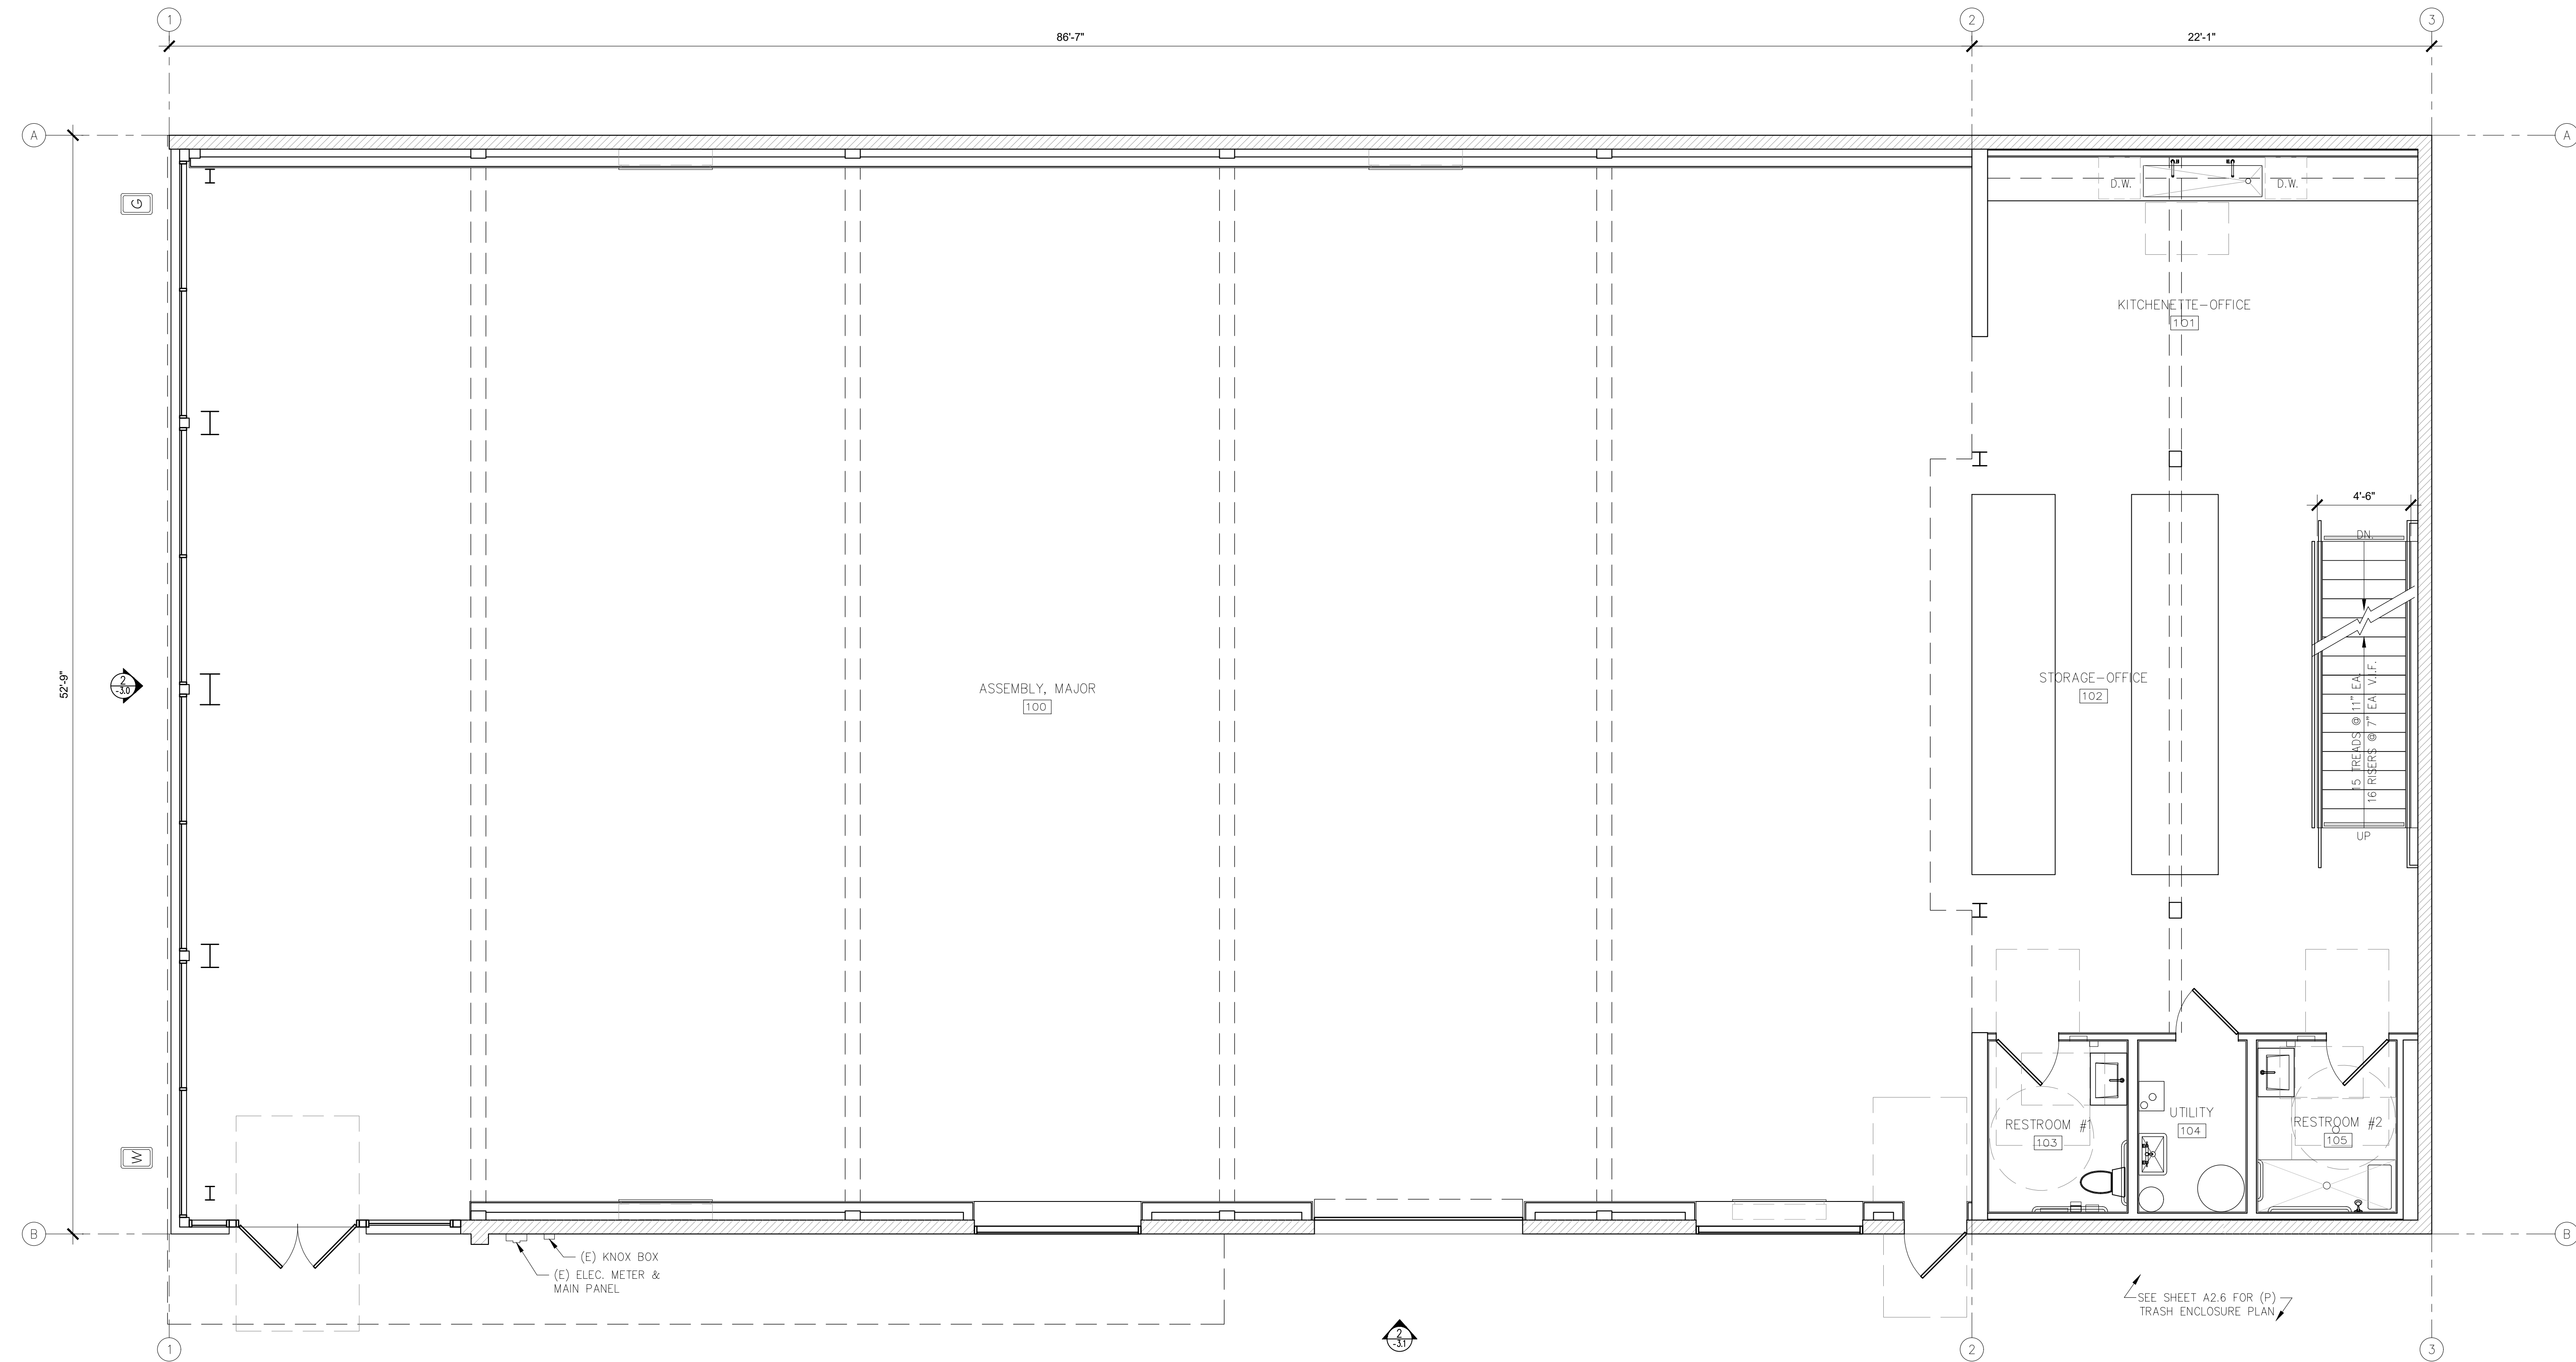 1
2
3
86'-7"
22'-1"
A
A
G
D.W.
D.W.
KITCHENETTE-OFFICE
101
4'-6"
DN.
52'-9"
2
-3.0
ASSEMBLY, MAJOR
100
STORAGE-OFFICE
102
15 TREADS @ 11" EA.
16 RISERS @ 7" EA V.I.F.
UP
W
RESTROOM #1
103
UTILITY
104
RESTROOM #2
105
B
B
(E) KNOX BOX
(E) ELEC. METER &
MAIN PANEL
SEE SHEET A2.6 FOR (P)
TRASH ENCLOSURE PLAN
2
-3.1
1
2
3